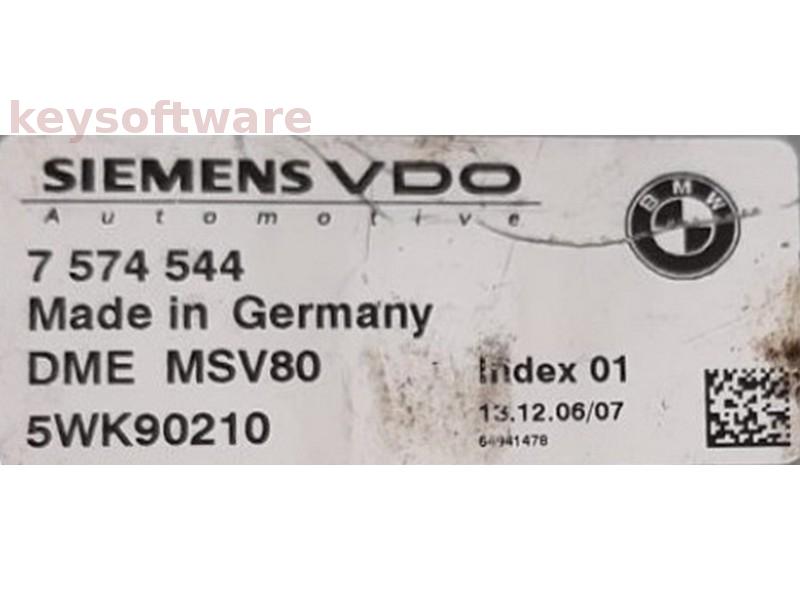 keysoftware
SIEMENS VDO
Automotive
BMW
7 574 544
Made in Germany
DME MSV80
Index 01
13.12.06/07
5WK90210